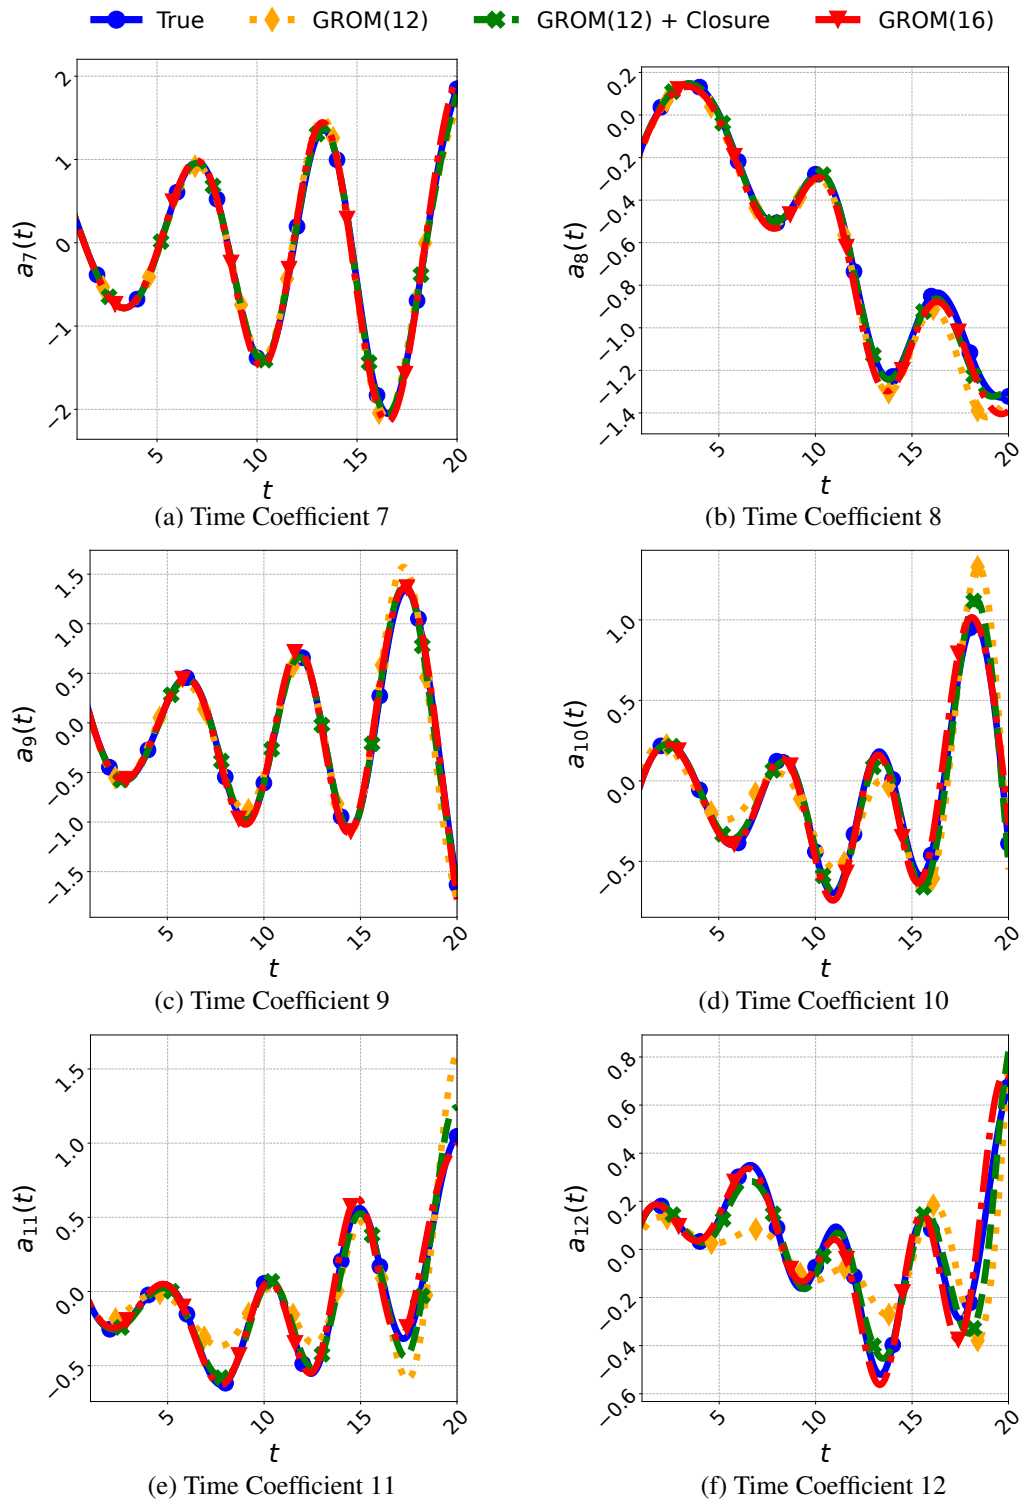 True GROM(12) GROM(12) + Closure GROM(16)
2
1
0
−1
−2
a7(t)
5 10 15 20
t
(a) Time Coefficient 7
0.2
0.0
−0.2
−0.4
−0.6
−0.8
−1.0
−1.2
−1.4
a8(t)
5 10 15 20
t
(b) Time Coefficient 8
1.5
1.0
0.5
0.0
−0.5
−1.0
−1.5
a9(t)
5 10 15 20
t
(c) Time Coefficient 9
1.0
0.5
0.0
−0.5
a10(t)
5 10 15 20
t
(d) Time Coefficient 10
1.5
1.0
0.5
0.0
−0.5
a11(t)
5 10 15 20
t
(e) Time Coefficient 11
0.8
0.6
0.4
0.2
0.0
−0.2
−0.4
−0.6
a12(t)
5 10 15 20
t
(f) Time Coefficient 12